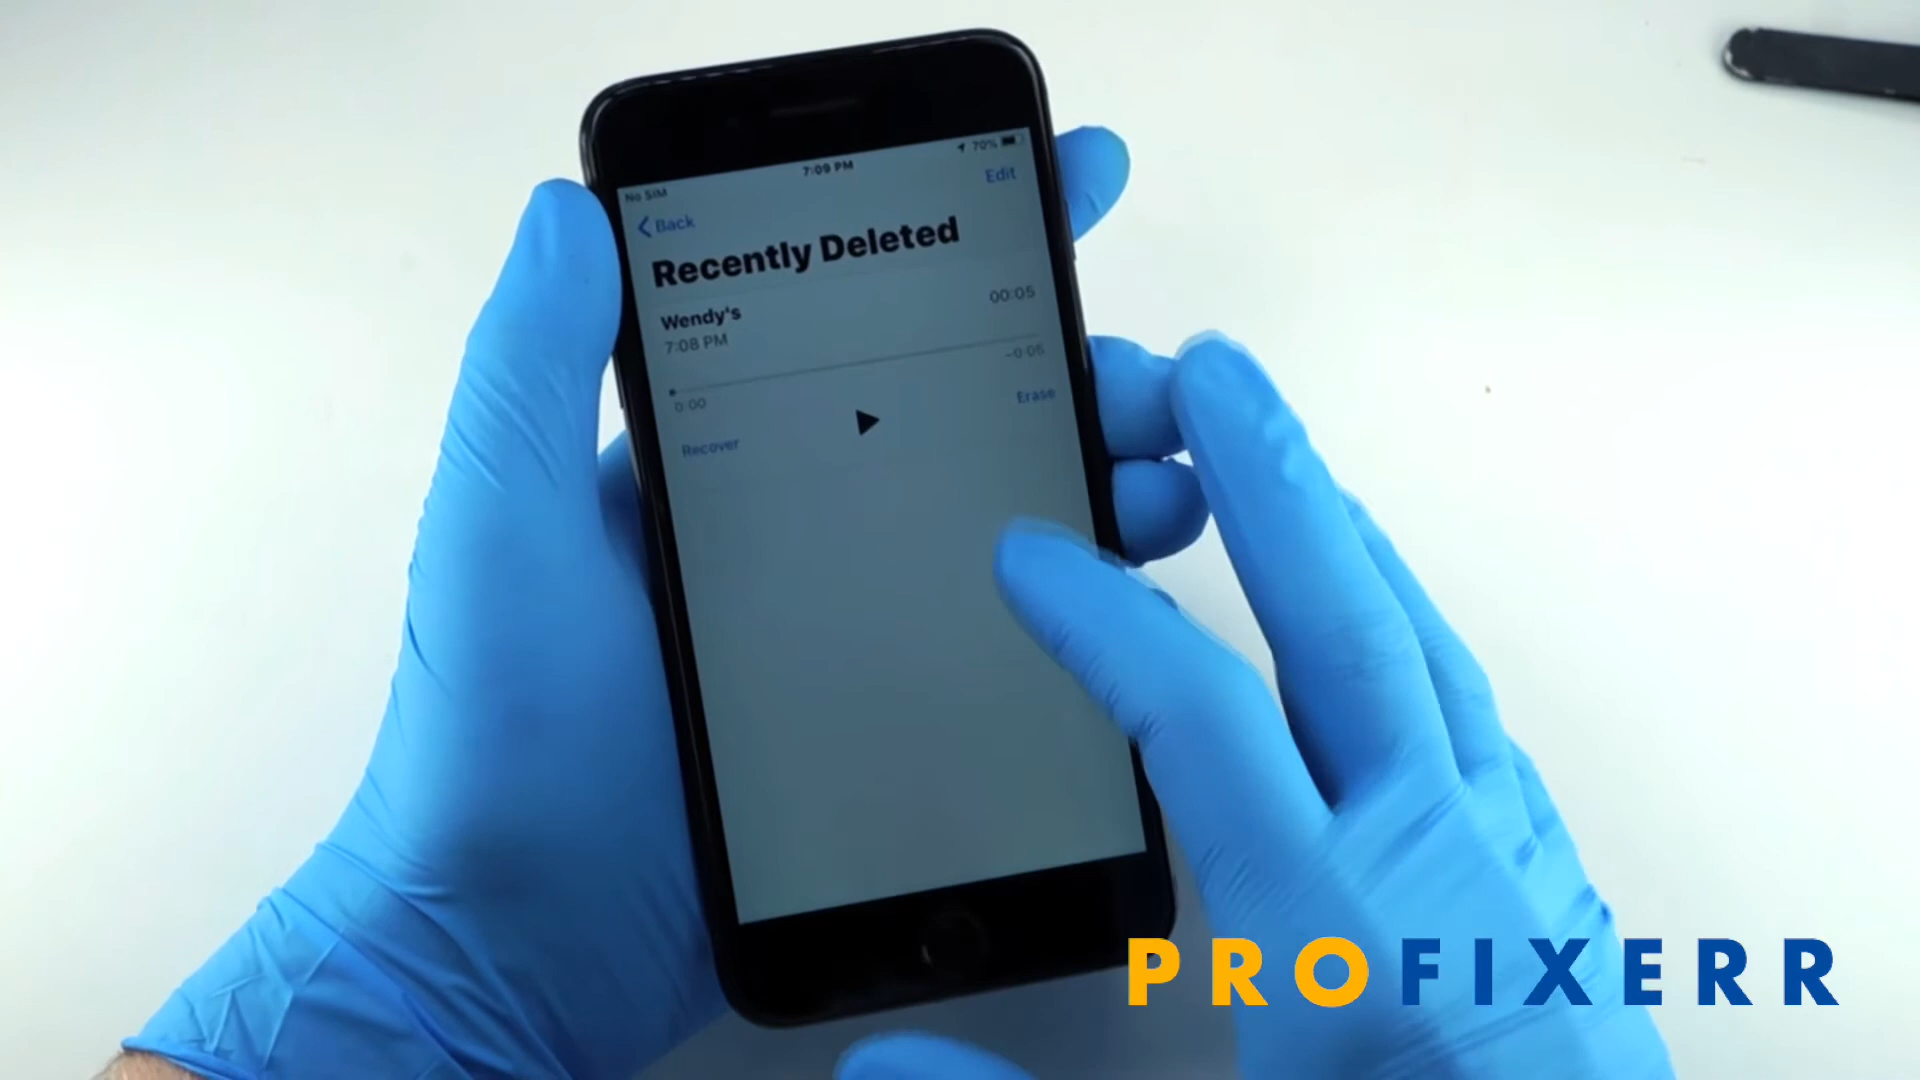 No SIM 7:09 PM 70%
Back Edit
Recently Deleted
Wendy's 00:05
7:08 PM
0:00 -0:05
Recover Erase
PROFIXERR